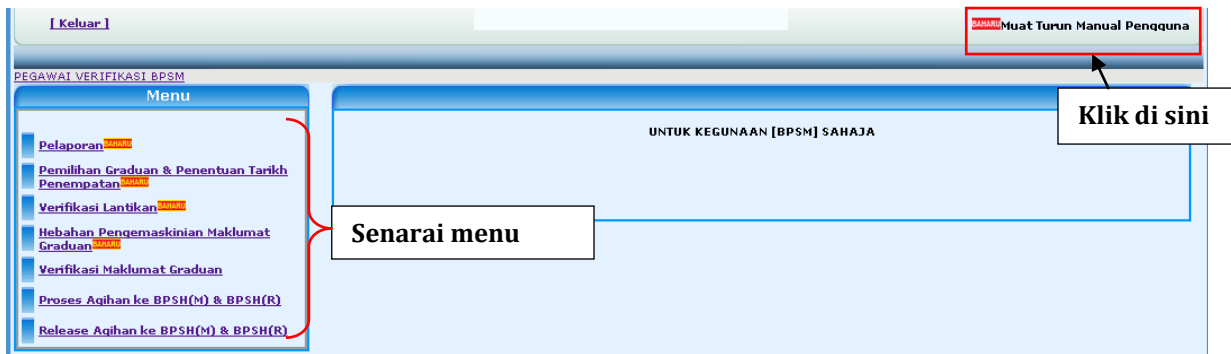 [ Keluar ]
BAHARU Muat Turun Manual Pengguna
PEGAWAI VERIFIKASI BPSM
Menu
Klik di sini
UNTUK KEGUNAAN [BPSM] SAHAJA
Pelaporan BAHARU
Pemilihan Graduan & Penentuan Tarikh
Penempatan BAHARU
Verifikasi Lantikan BAHARU
Senarai menu
Hebahan Pengemaskinian Maklumat
Graduan BAHARU
Verifikasi Maklumat Graduan
Proses Agihan ke BPSH(M) & BPSH(R)
Release Agihan ke BPSH(M) & BPSH(R)